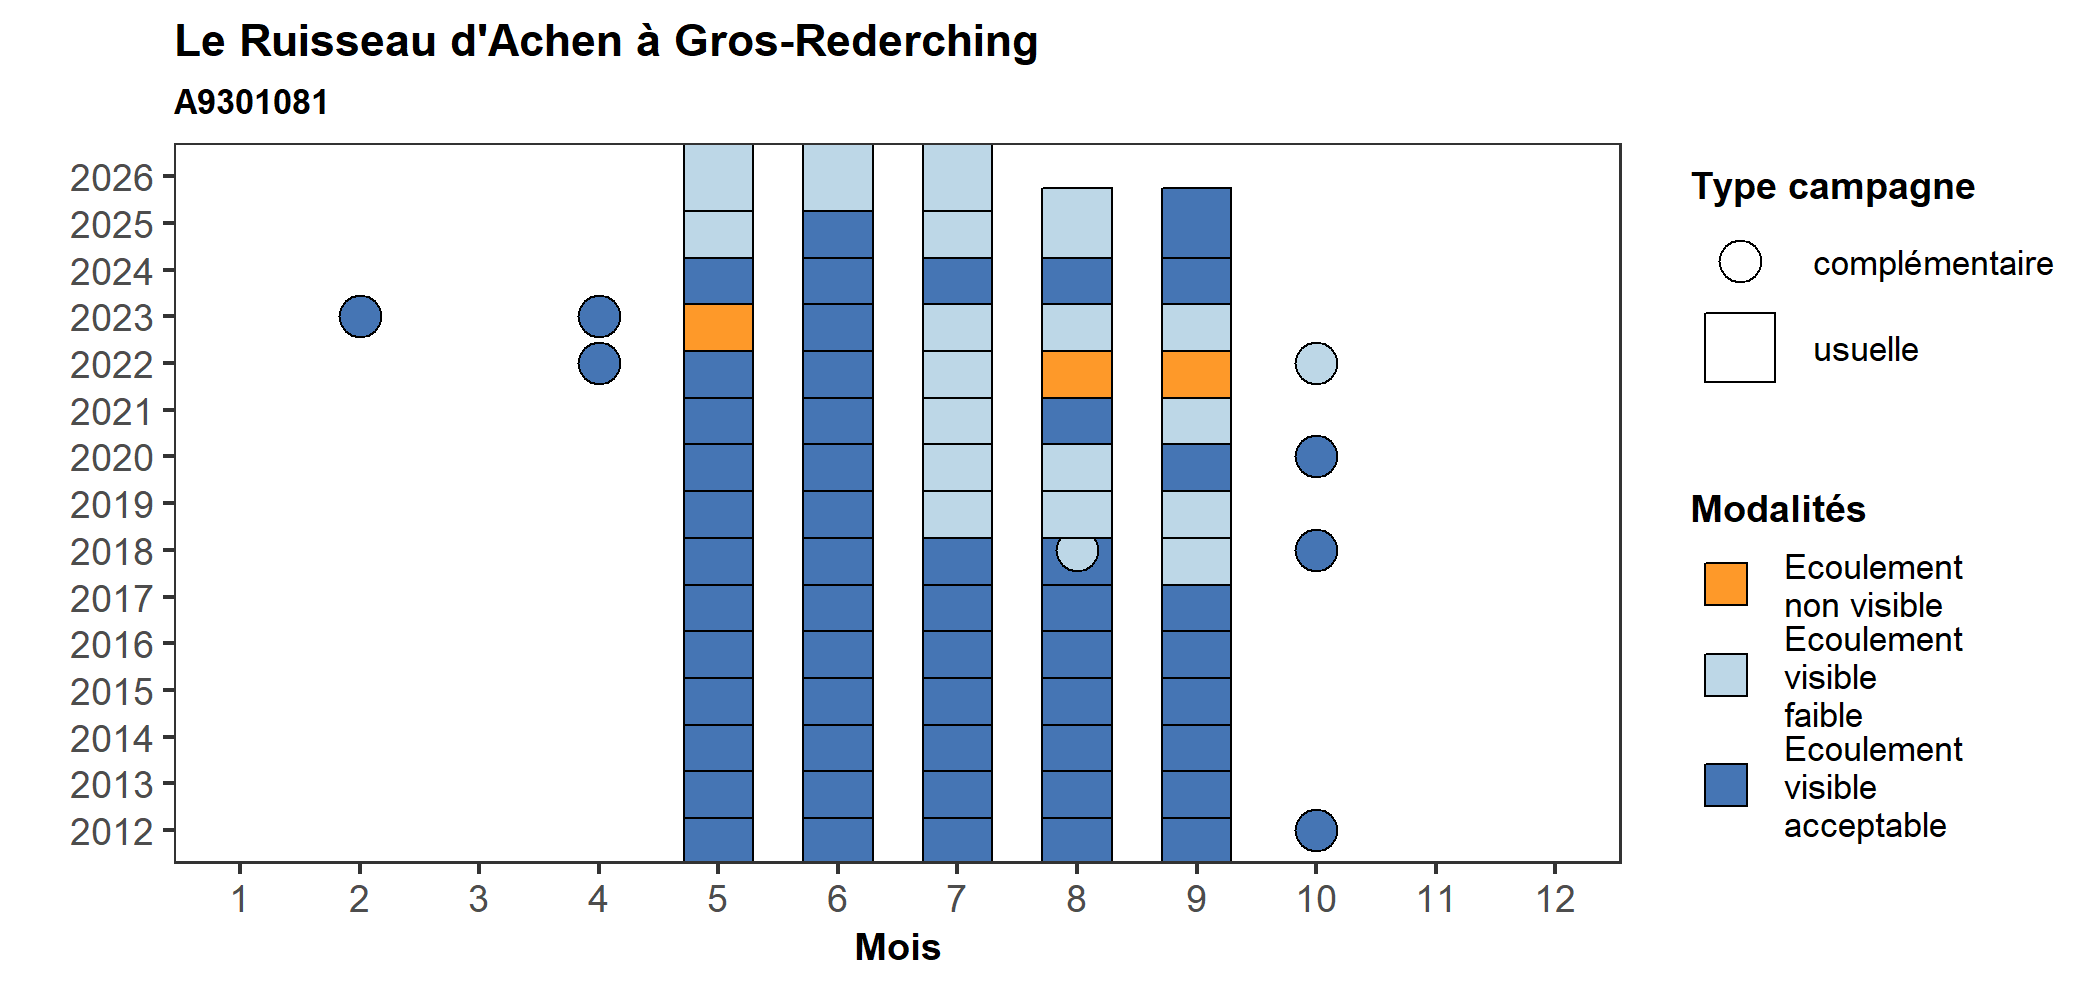 Le Ruisseau d'Achen à Gros-Rederching
A9301081
2026
2025
2024
2023
2022
2021
2020
2019
2018
2017
2016
2015
2014
2013
2012
1 2 3 4 5 6 7 8 9 10 11 12
Mois
Type campagne
complémentaire
usuelle
Modalités
Ecoulement
non visible
Ecoulement
visible
faible
Ecoulement
visible
acceptable